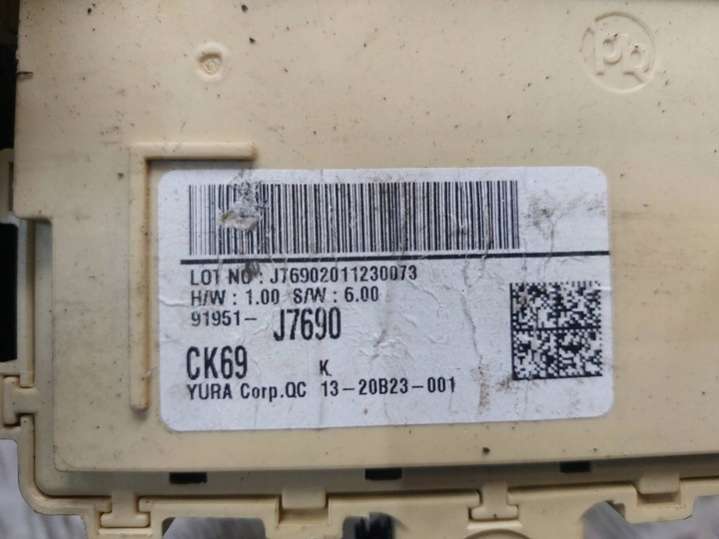 LOT NO : J76902011230073
H/W : 1.00 S/W : 6.00
91951- J7690
CK69 K
YURA Corp.QC 13-20B23-001